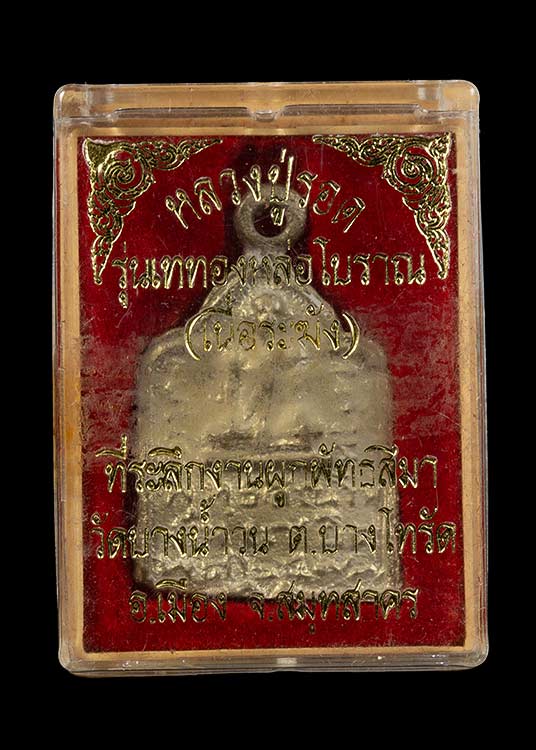 หลวงปู่รอด
รุ่นเททองหล่อโบราณ
(เนื้อระฆัง)
ที่ระลึกงานผูกพัทธสีมา
วัดบางน้ำวน ต.บางโทรัด
อ.เมือง จ.สมุทสาคร